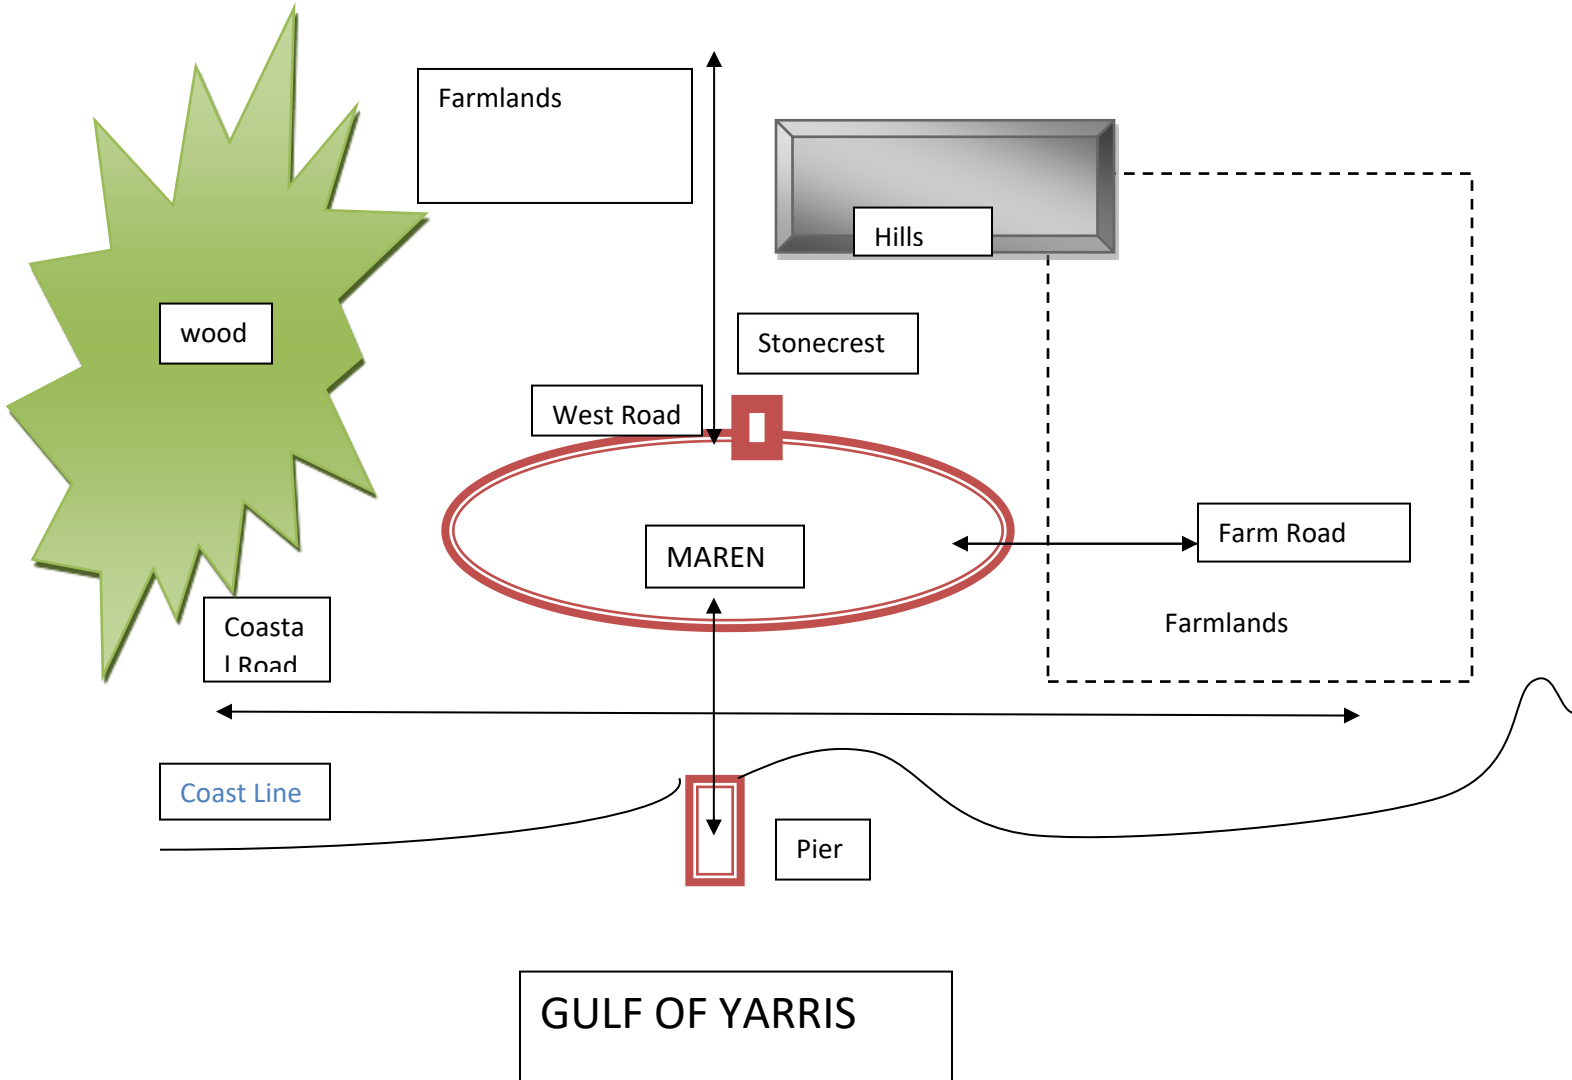 Farmlands
Hills
wood
Stonecrest
West Road
Farm Road
MAREN
Coasta
l Road
Farmlands
Coast Line
Pier
GULF OF YARRIS